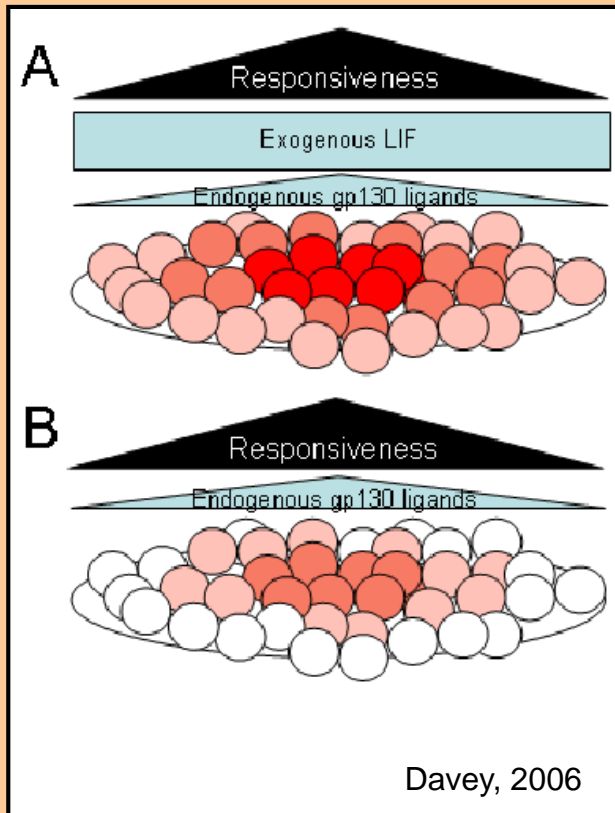 A
Responsiveness
Exogenous LIF
Endogenous gp130 ligands
B
Responsiveness
Endogenous gp130 ligands
Davey, 2006